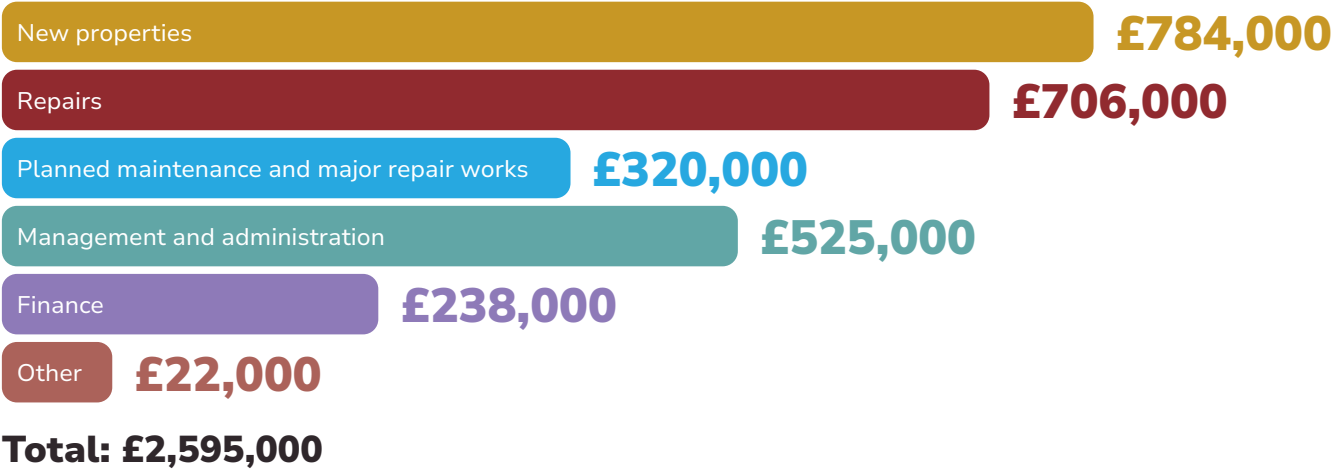 New properties £784,000
Repairs £706,000
Planned maintenance and major repair works £320,000
Management and administration £525,000
Finance £238,000
Other £22,000
Total: £2,595,000